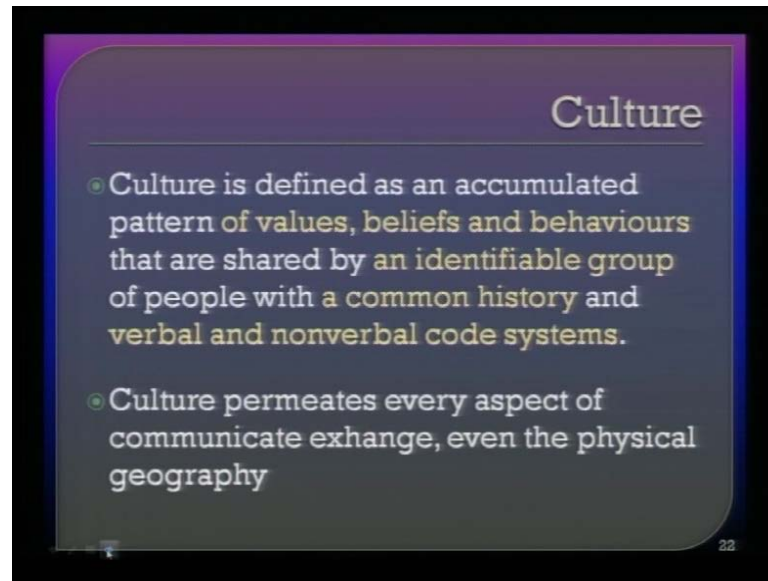 Culture
Culture is defined as an accumulated
pattern of values, beliefs and behaviours
that are shared by an identifiable group
of people with a common history and
verbal and nonverbal code systems.
Culture permeates every aspect of
communicate exhange, even the physical
geography
22